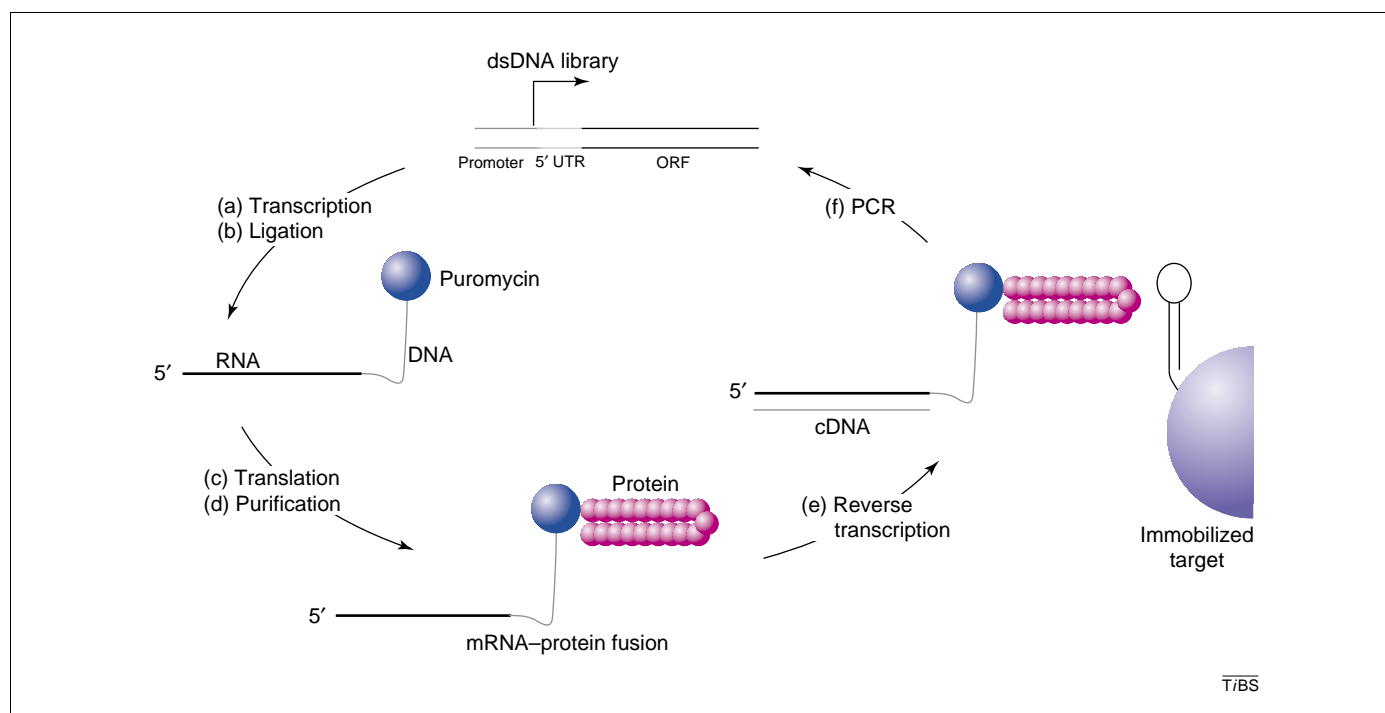 dsDNA library
Promoter 5′ UTR ORF
(a) Transcription
(b) Ligation
Puromycin
RNA
DNA
5′
(c) Translation
(d) Purification
Protein
5′
mRNA–protein fusion
(e) Reverse
transcription
5′
cDNA
Immobilized
target
(f) PCR
TiBS